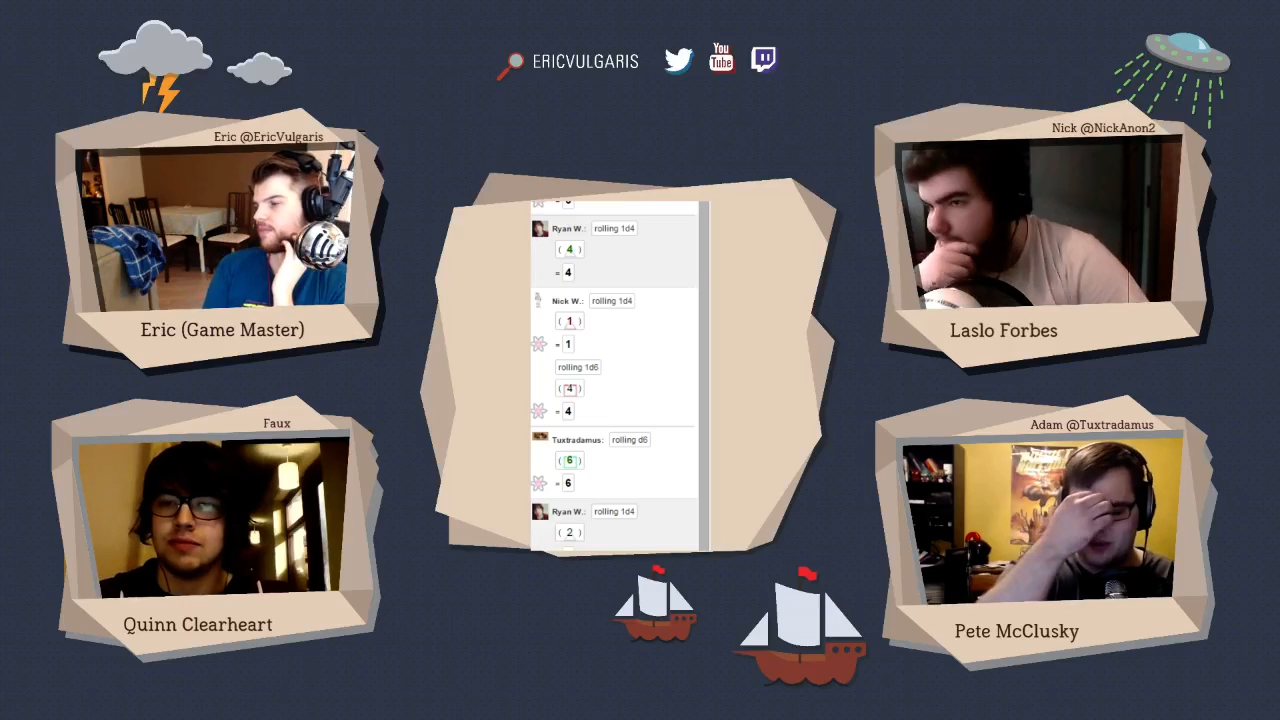 ERICVULGARIS
You
Tube
Eric @EricVulgaris
Eric (Game Master)
Nick @NickAnon2
Laslo Forbes
Ryan W.: rolling 1d4
( 4 )
= 4
Nick W.: rolling 1d4
( 1 )
= 1
rolling 1d6
( 4 )
= 4
Tuxtradamus: rolling d6
( 6 )
= 6
Ryan W.: rolling 1d4
( 2 )
Faux
Quinn Clearheart
Adam @Tuxtradamus
Pete McClusky